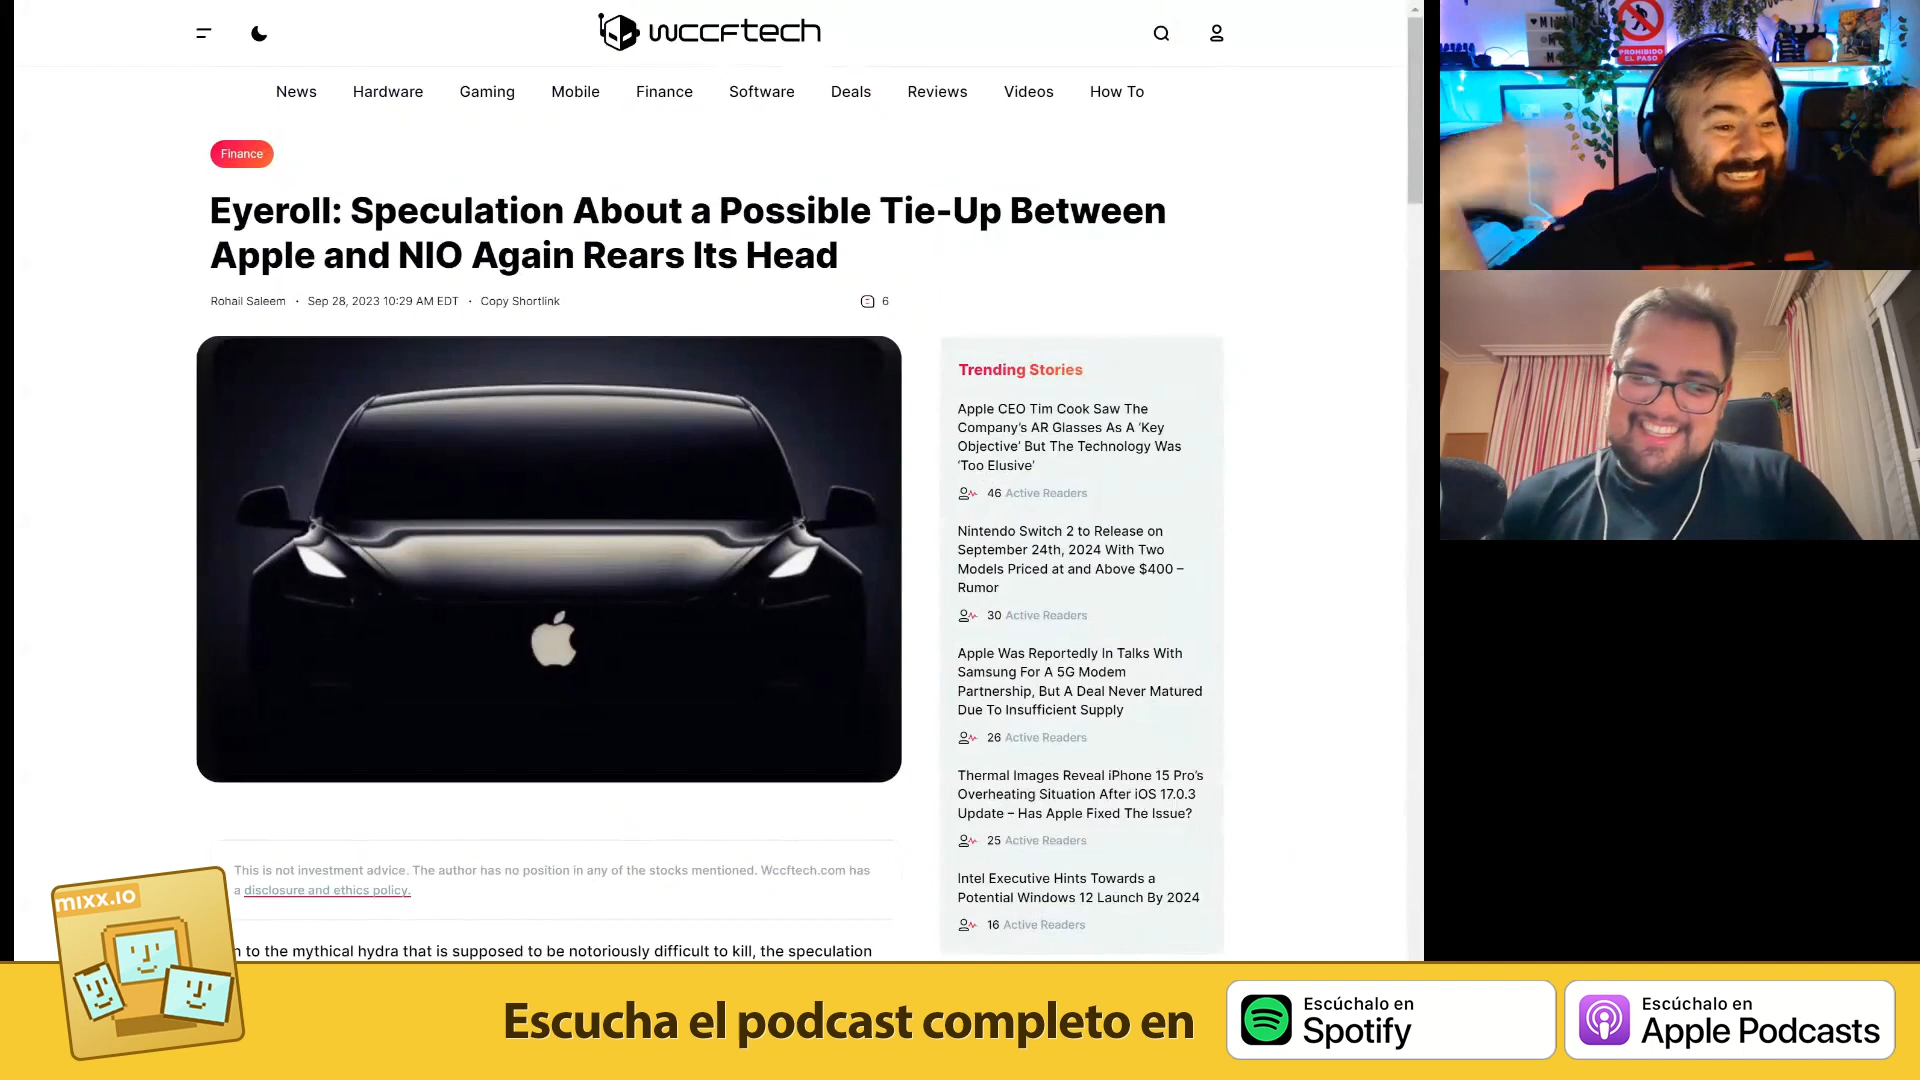 wccftech
News Hardware Gaming Mobile Finance Software Deals Reviews Videos How To
Finance
Eyeroll: Speculation About a Possible Tie-Up Between
Apple and NIO Again Rears Its Head
Rohail Saleem • Sep 28, 2023 10:29 AM EDT • Copy Shortlink
6
Trending Stories
Apple CEO Tim Cook Saw The
Company’s AR Glasses As A ‘Key
Objective’ But The Technology Was
‘Too Elusive’
46 Active Readers
Nintendo Switch 2 to Release on
September 24th, 2024 With Two
Models Priced at and Above $400 –
Rumor
30 Active Readers
Apple Was Reportedly In Talks With
Samsung For A 5G Modem
Partnership, But A Deal Never Matured
Due To Insufficient Supply
26 Active Readers
Thermal Images Reveal iPhone 15 Pro’s
Overheating Situation After iOS 17.0.3
Update – Has Apple Fixed The Issue?
25 Active Readers
Intel Executive Hints Towards a
Potential Windows 12 Launch By 2024
16 Active Readers
This is not investment advice. The author has no position in any of the stocks mentioned. Wccftech.com has
a disclosure and ethics policy.
to the mythical hydra that is supposed to be notoriously difficult to kill, the speculation
PROHIBIDO
EL PASO
mixx.io
Escucha el podcast completo en
Escúchalo en
Spotify
Escúchalo en
Apple Podcasts